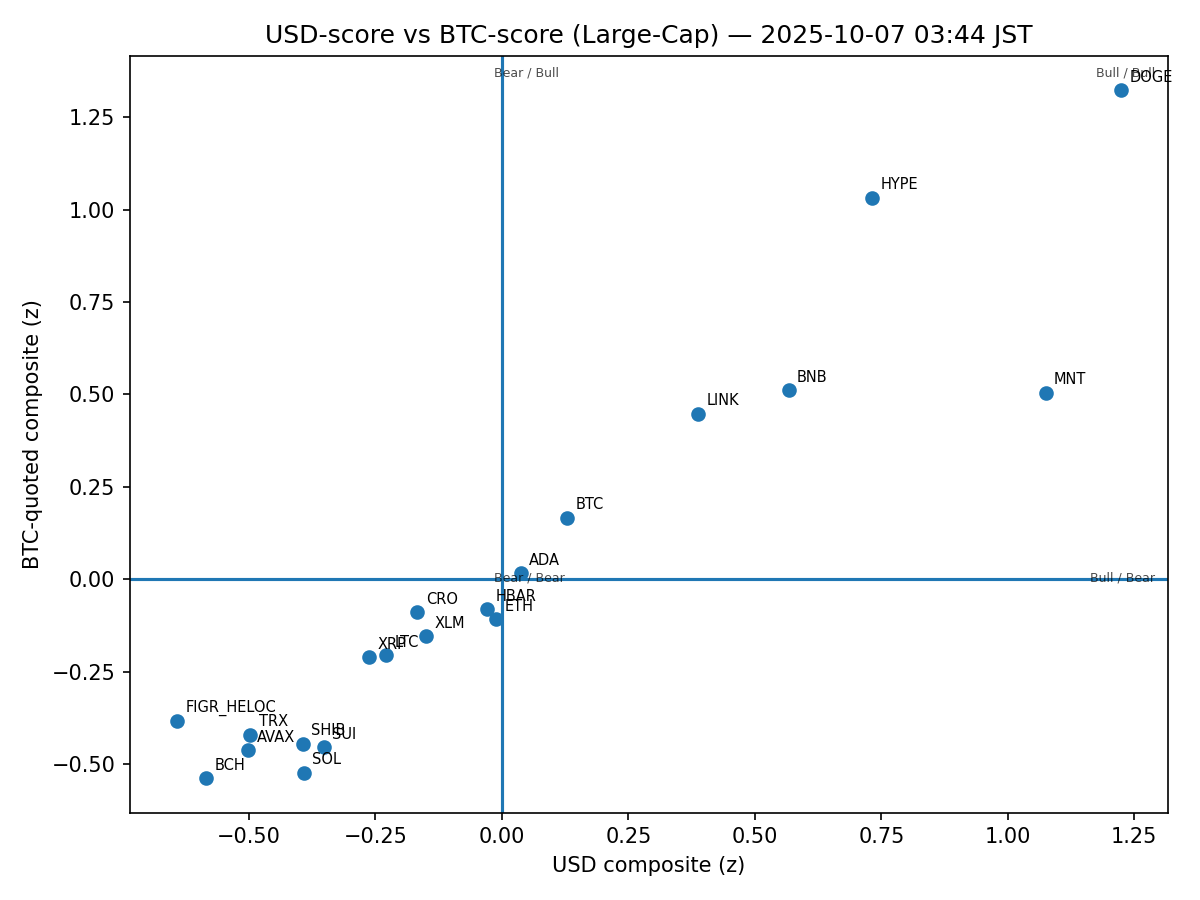 USD-score vs BTC-score (Large-Cap) — 2025-10-07 03:44 JST
Bear / Bull
Bull / Bull
DOGE
HYPE
BNB
MNT
LINK
BTC
ADA
Bear / Bear
Bull / Bear
HBAR
ETH
CRO
XLM
XRP
LTC
FIGR_HELOC
TRX
AVAX
SHIB
SUI
SOL
BCH
1.25
1.00
0.75
0.50
0.25
0.00
−0.25
−0.50
BTC-quoted composite (z)
−0.50
−0.25
0.00
0.25
0.50
0.75
1.00
1.25
USD composite (z)